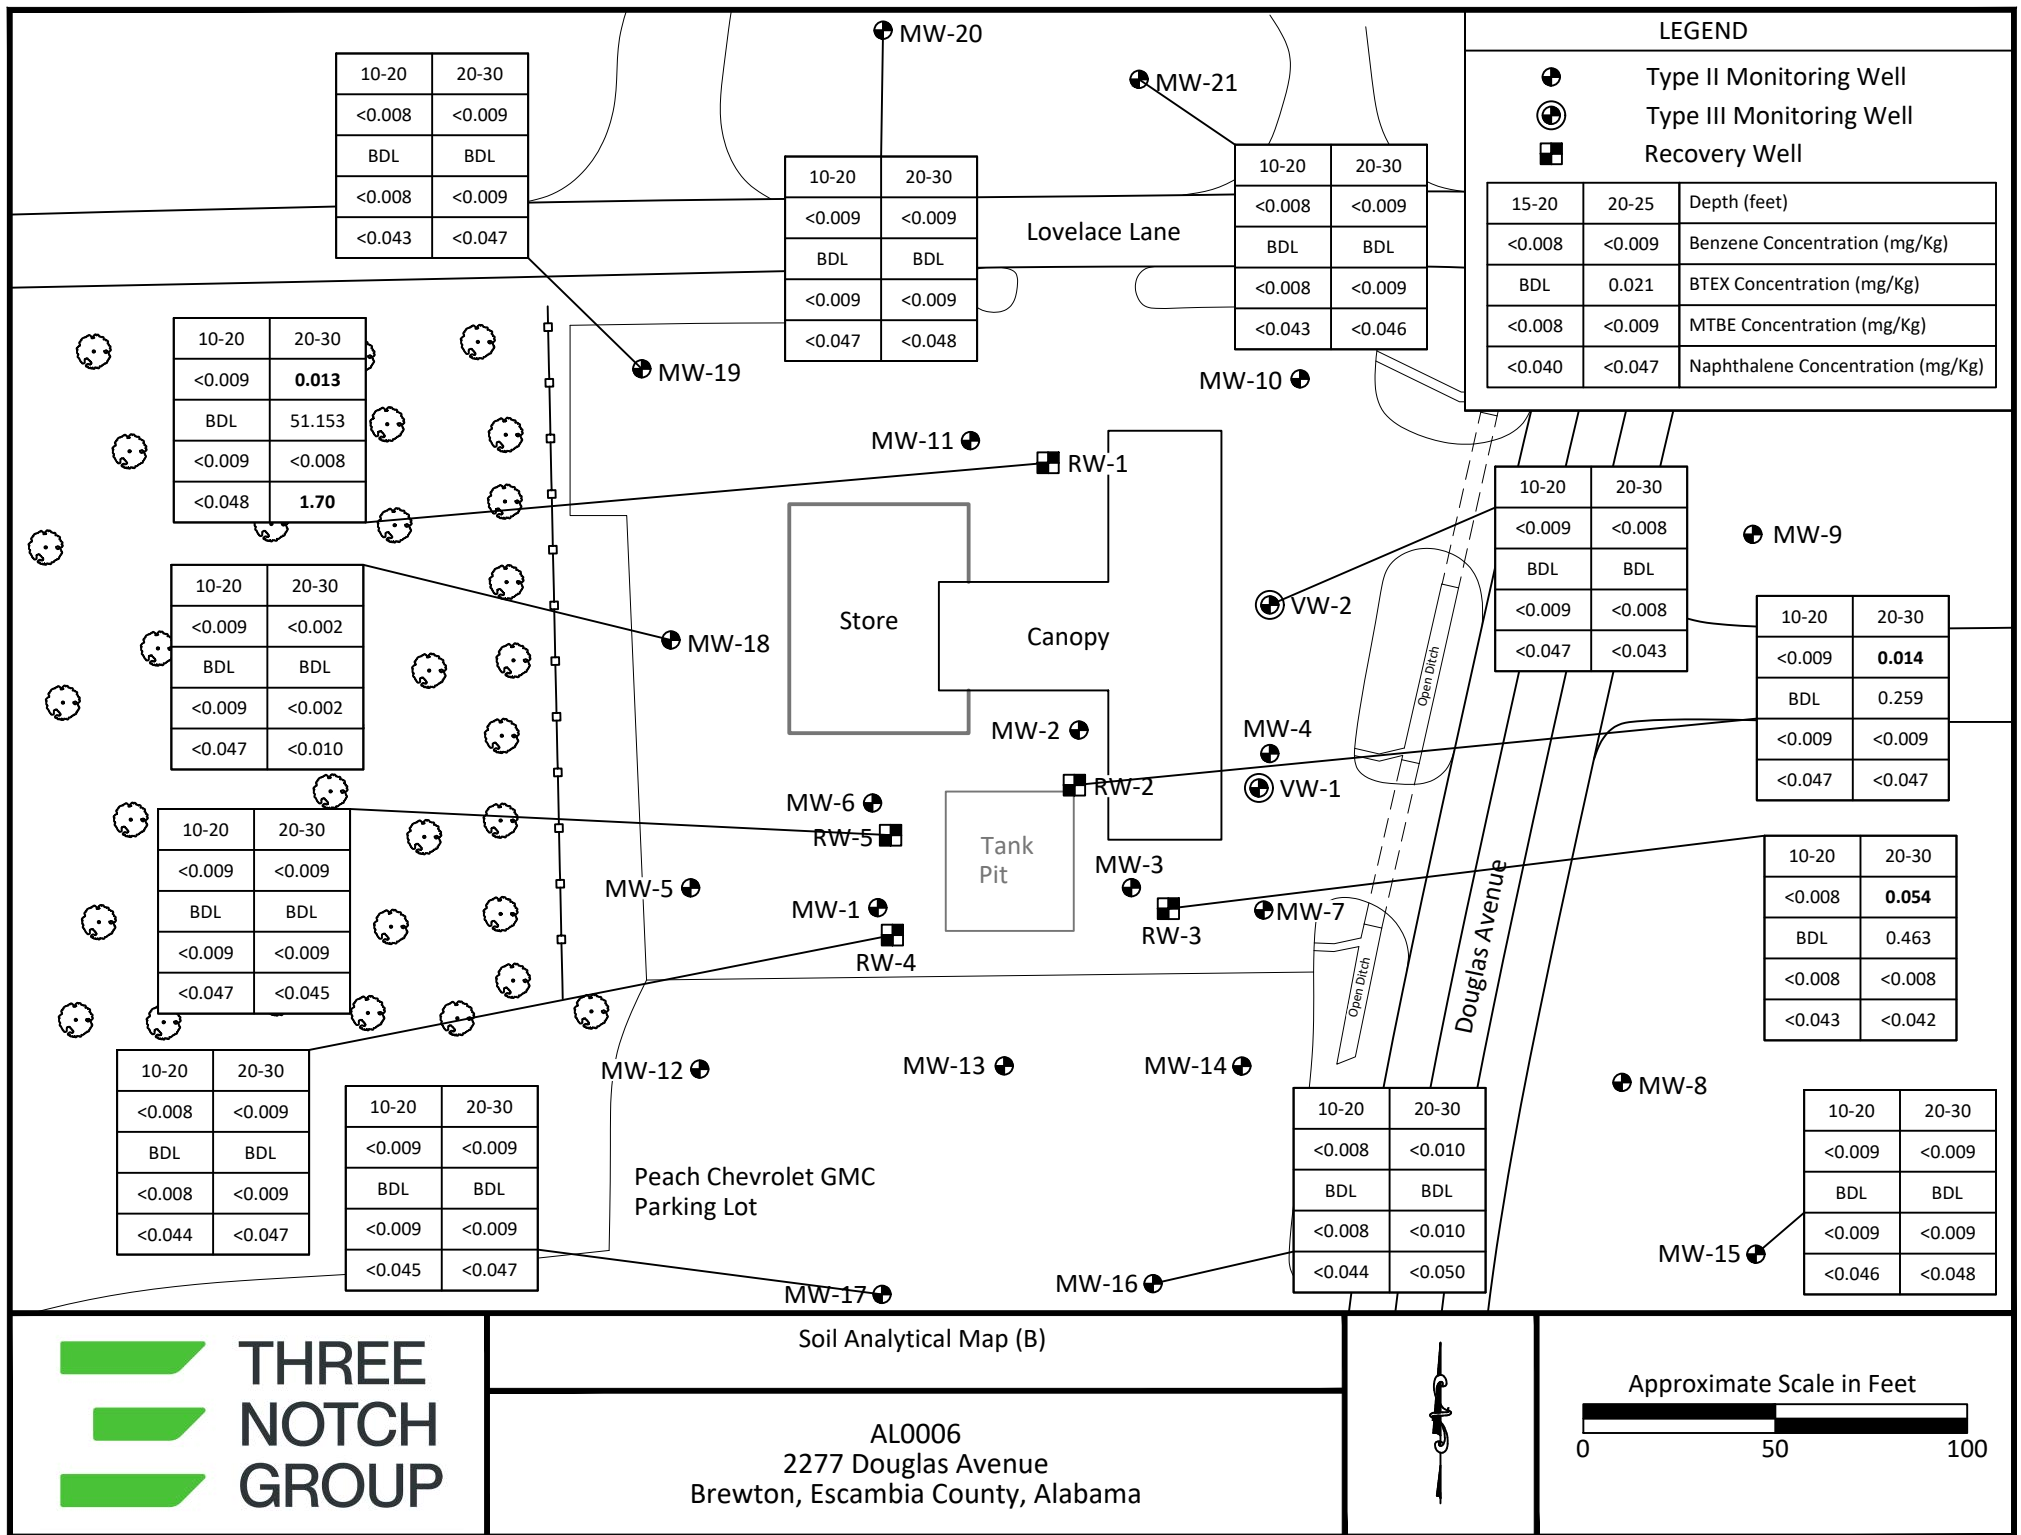 MW-20
MW-21
LEGEND
Type II Monitoring Well
Type III Monitoring Well
Recovery Well
15-20 20-25 Depth (feet)
<0.008 <0.009 Benzene Concentration (mg/Kg)
BDL 0.021 BTEX Concentration (mg/Kg)
<0.008 <0.009 MTBE Concentration (mg/Kg)
<0.040 <0.047 Naphthalene Concentration (mg/Kg)
10-20 20-30
<0.008 <0.009
BDL BDL
<0.008 <0.009
<0.043 <0.047
10-20 20-30
<0.009 <0.009
BDL BDL
<0.009 <0.009
<0.047 <0.048
Lovelace Lane
10-20 20-30
<0.008 <0.009
BDL BDL
<0.008 <0.009
<0.043 <0.046
10-20 20-30
<0.009 0.013
BDL 51.153
<0.009 <0.008
<0.048 1.70
MW-19
MW-10
MW-11
RW-1
10-20 20-30
<0.009 <0.008
BDL BDL
<0.009 <0.008
<0.047 <0.043
MW-9
10-20 20-30
<0.009 <0.002
BDL BDL
<0.009 <0.002
<0.047 <0.010
MW-18
Store
Canopy
VW-2
Open Ditch
10-20 20-30
<0.009 0.014
BDL 0.259
<0.009 <0.009
<0.047 <0.047
MW-2
MW-4
RW-2
VW-1
MW-6
RW-5
Tank
Pit
MW-3
10-20 20-30
<0.009 <0.009
BDL BDL
<0.009 <0.009
<0.047 <0.045
MW-5
MW-1
RW-4
RW-3
MW-7
Open Ditch
Douglas Avenue
10-20 20-30
<0.008 0.054
BDL 0.463
<0.008 <0.008
<0.043 <0.042
MW-12
MW-13
MW-14
MW-8
10-20 20-30
<0.008 <0.009
BDL BDL
<0.008 <0.009
<0.044 <0.047
10-20 20-30
<0.009 <0.009
BDL BDL
<0.009 <0.009
<0.045 <0.047
Peach Chevrolet GMC
Parking Lot
MW-17
MW-16
10-20 20-30
<0.008 <0.010
BDL BDL
<0.008 <0.010
<0.044 <0.050
MW-15
10-20 20-30
<0.009 <0.009
BDL BDL
<0.009 <0.009
<0.046 <0.048
THREE
NOTCH
GROUP
Soil Analytical Map (B)
AL0006
2277 Douglas Avenue
Brewton, Escambia County, Alabama
Approximate Scale in Feet
0 50 100